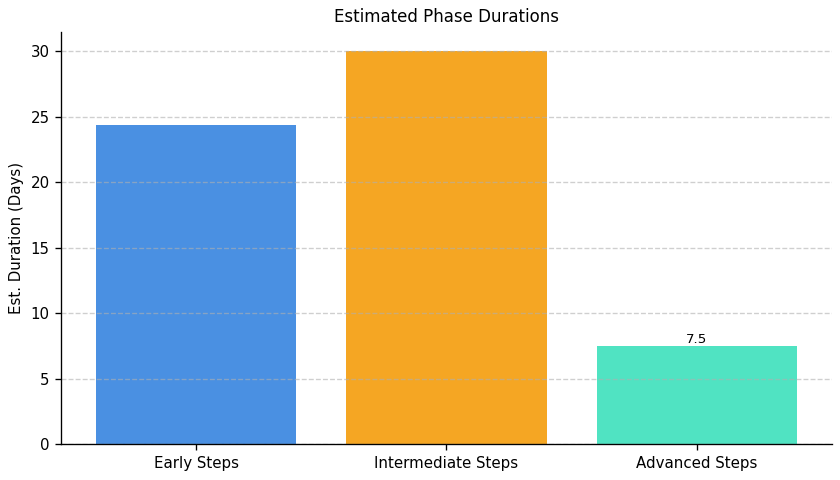 Estimated Phase Durations
Est. Duration (Days)
30
25
20
15
10
5
0
7.5
Early Steps
Intermediate Steps
Advanced Steps